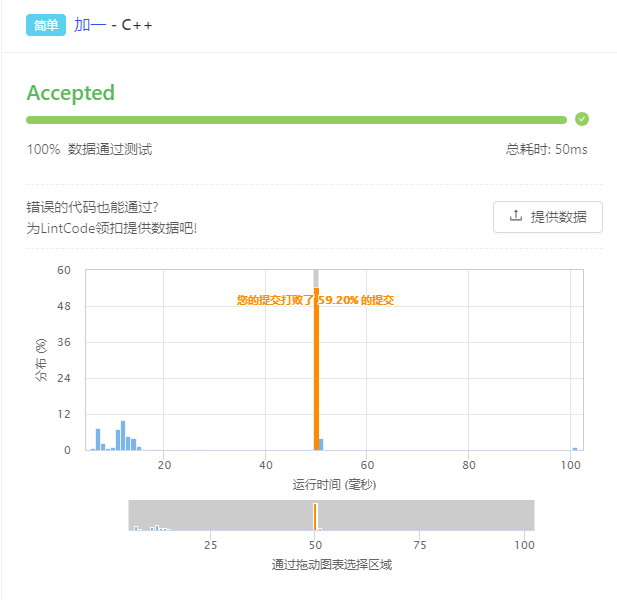 简单 加一 - C++
Accepted
100% 数据通过测试 总耗时: 50ms
错误的代码也能通过?
为LintCode领扣提供数据吧!
提供数据
60
48
36
24
12
0
分布 (%)
您的提交打败了 59.20% 的提交
20 40 60 80 100
运行时间 (毫秒)
25 50 75 100
通过拖动图表选择区域